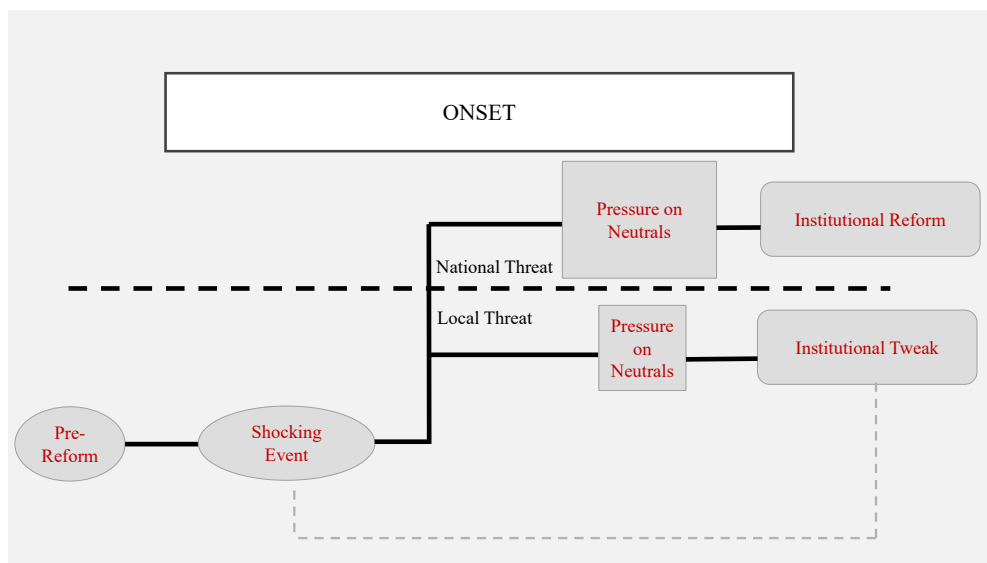 ONSET
Pressure on
Neutrals
Institutional Reform
National Threat
Local Threat
Pressure
on
Neutrals
Institutional Tweak
Pre-
Reform
Shocking
Event